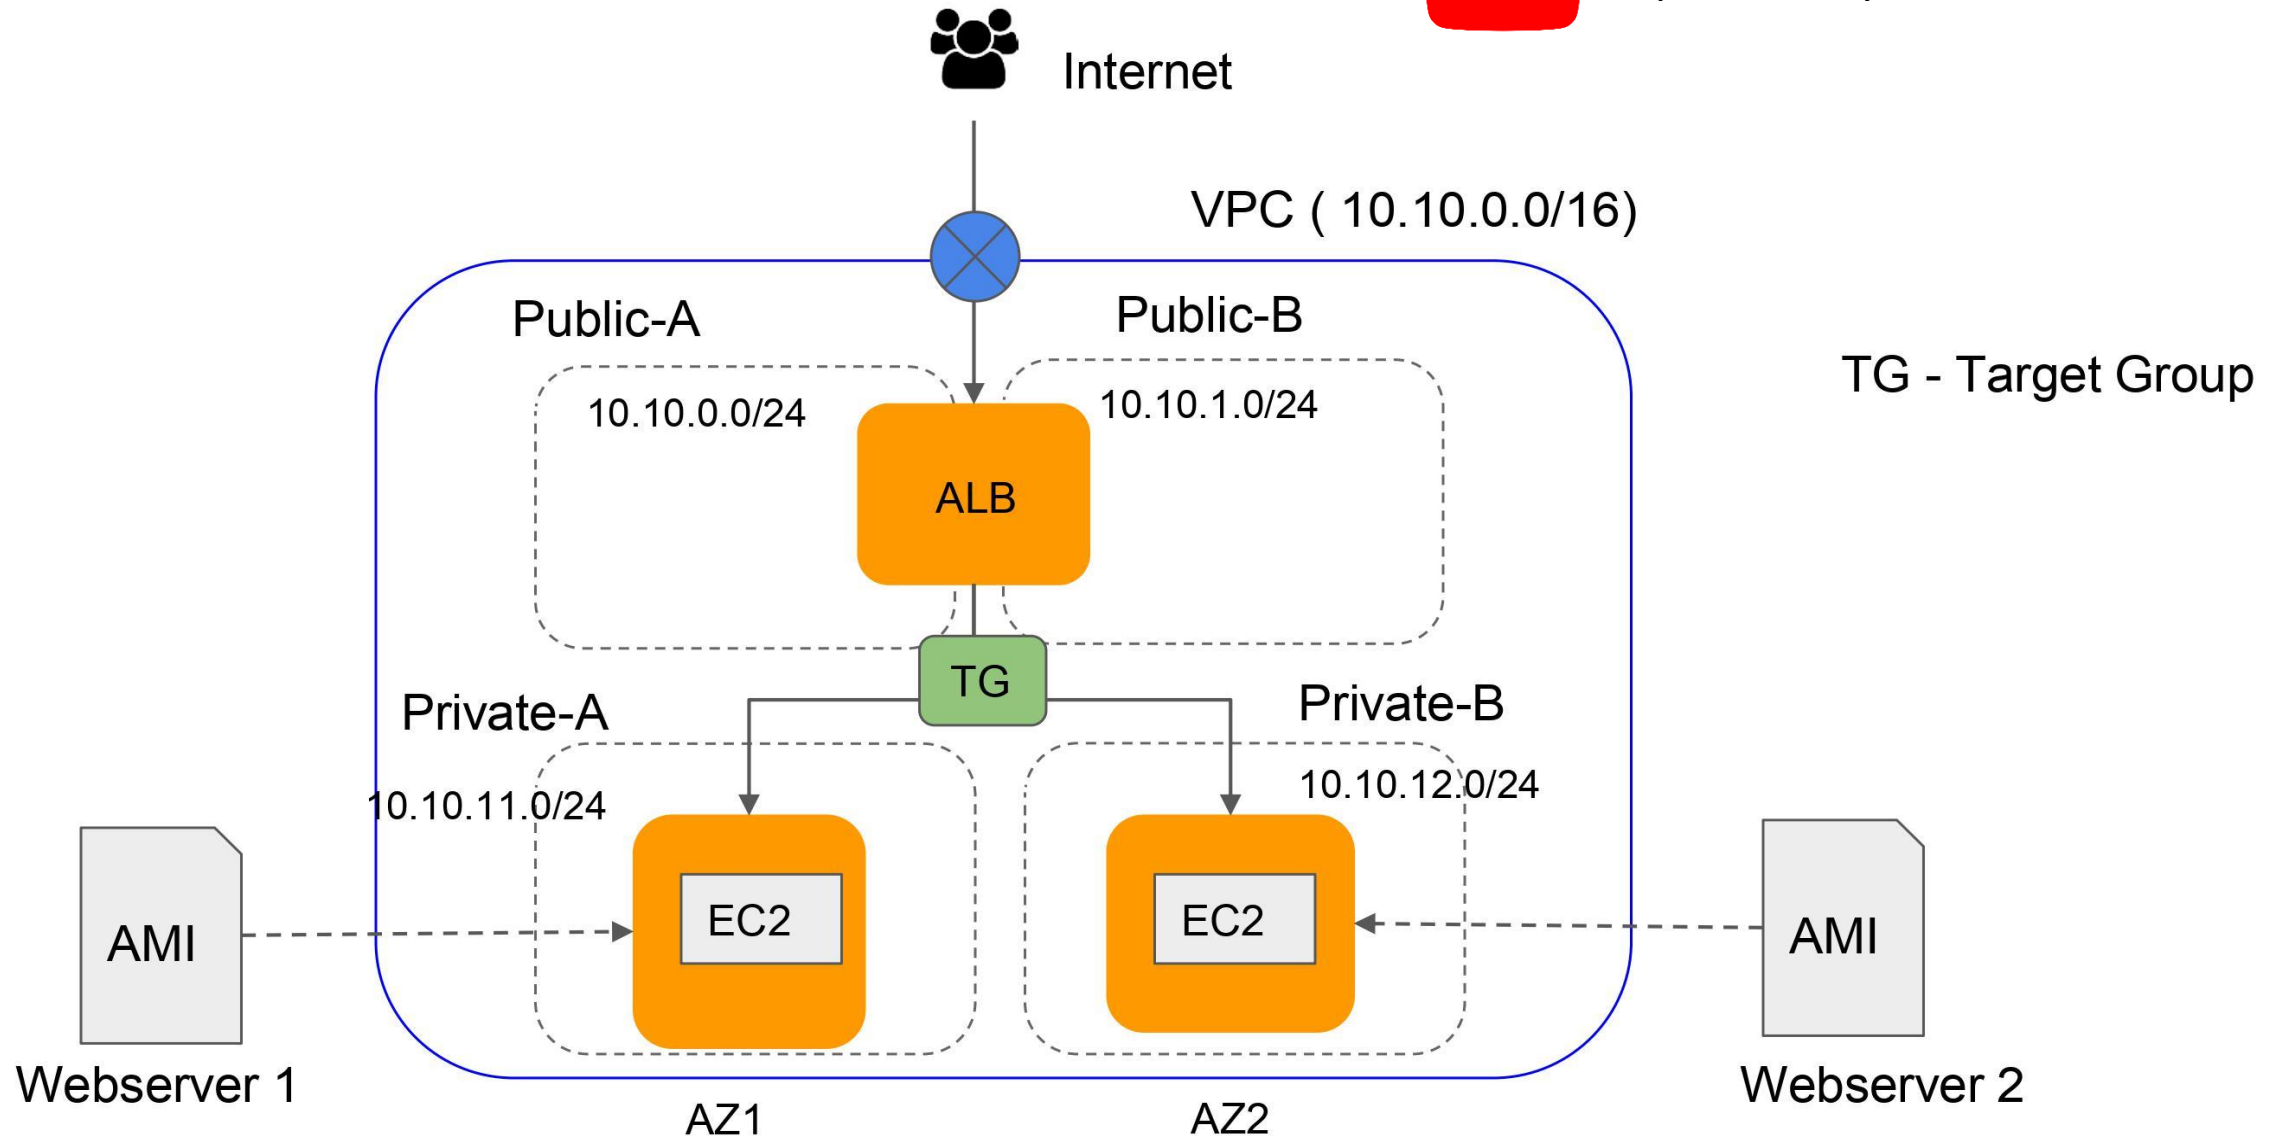 Internet
VPC ( 10.10.0.0/16)
Public-A
Public-B
10.10.0.0/24
10.10.1.0/24
TG - Target Group
ALB
TG
Private-A
Private-B
10.10.11.0/24
10.10.12.0/24
EC2
EC2
AMI
AMI
Webserver 1
Webserver 2
AZ1
AZ2